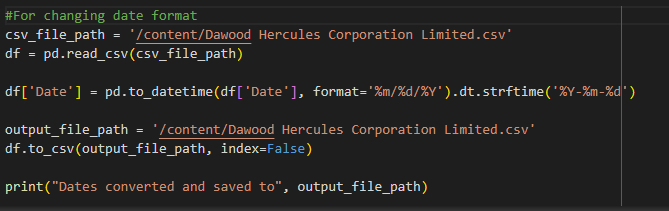 #For changing date format
csv_file_path = '/content/Dawood Hercules Corporation Limited.csv'
df = pd.read_csv(csv_file_path)
df['Date'] = pd.to_datetime(df['Date'], format='%m/%d/%Y').dt.strftime('%Y-%m-%d')
output_file_path = '/content/Dawood Hercules Corporation Limited.csv'
df.to_csv(output_file_path, index=False)
print("Dates converted and saved to", output_file_path)